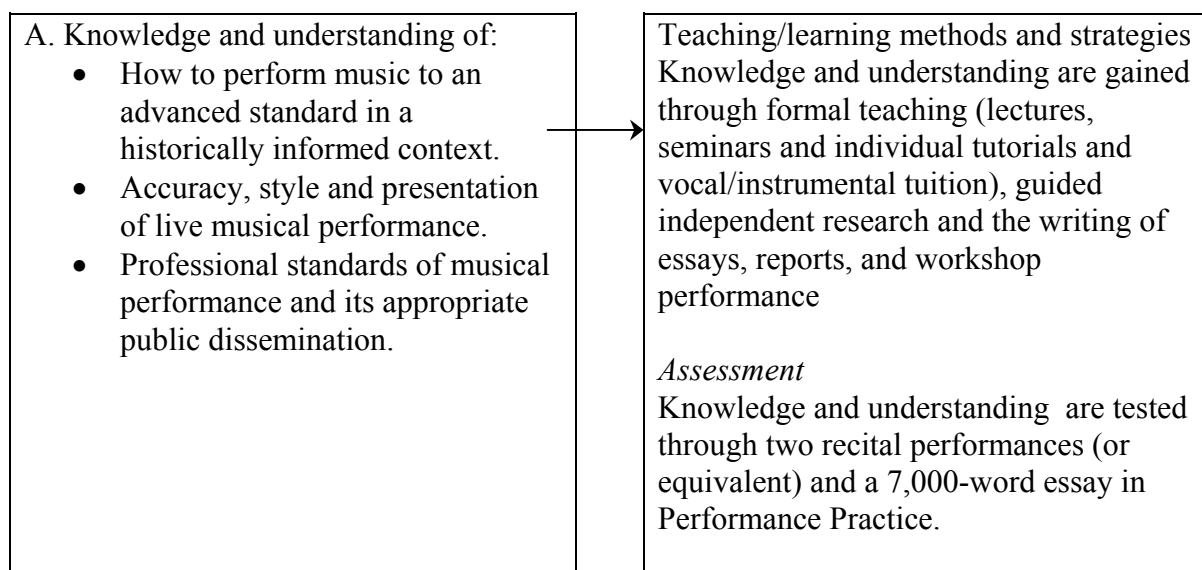 A. Knowledge and understanding of:
• How to perform music to an
advanced standard in a
historically informed context.
• Accuracy, style and presentation
of live musical performance.
• Professional standards of musical
performance and its appropriate
public dissemination.
Teaching/learning methods and strategies
Knowledge and understanding are gained
through formal teaching (lectures,
seminars and individual tutorials and
vocal/instrumental tuition), guided
independent research and the writing of
essays, reports, and workshop
performance
Assessment
Knowledge and understanding  are tested
through two recital performances (or
equivalent) and a 7,000-word essay in
Performance Practice.